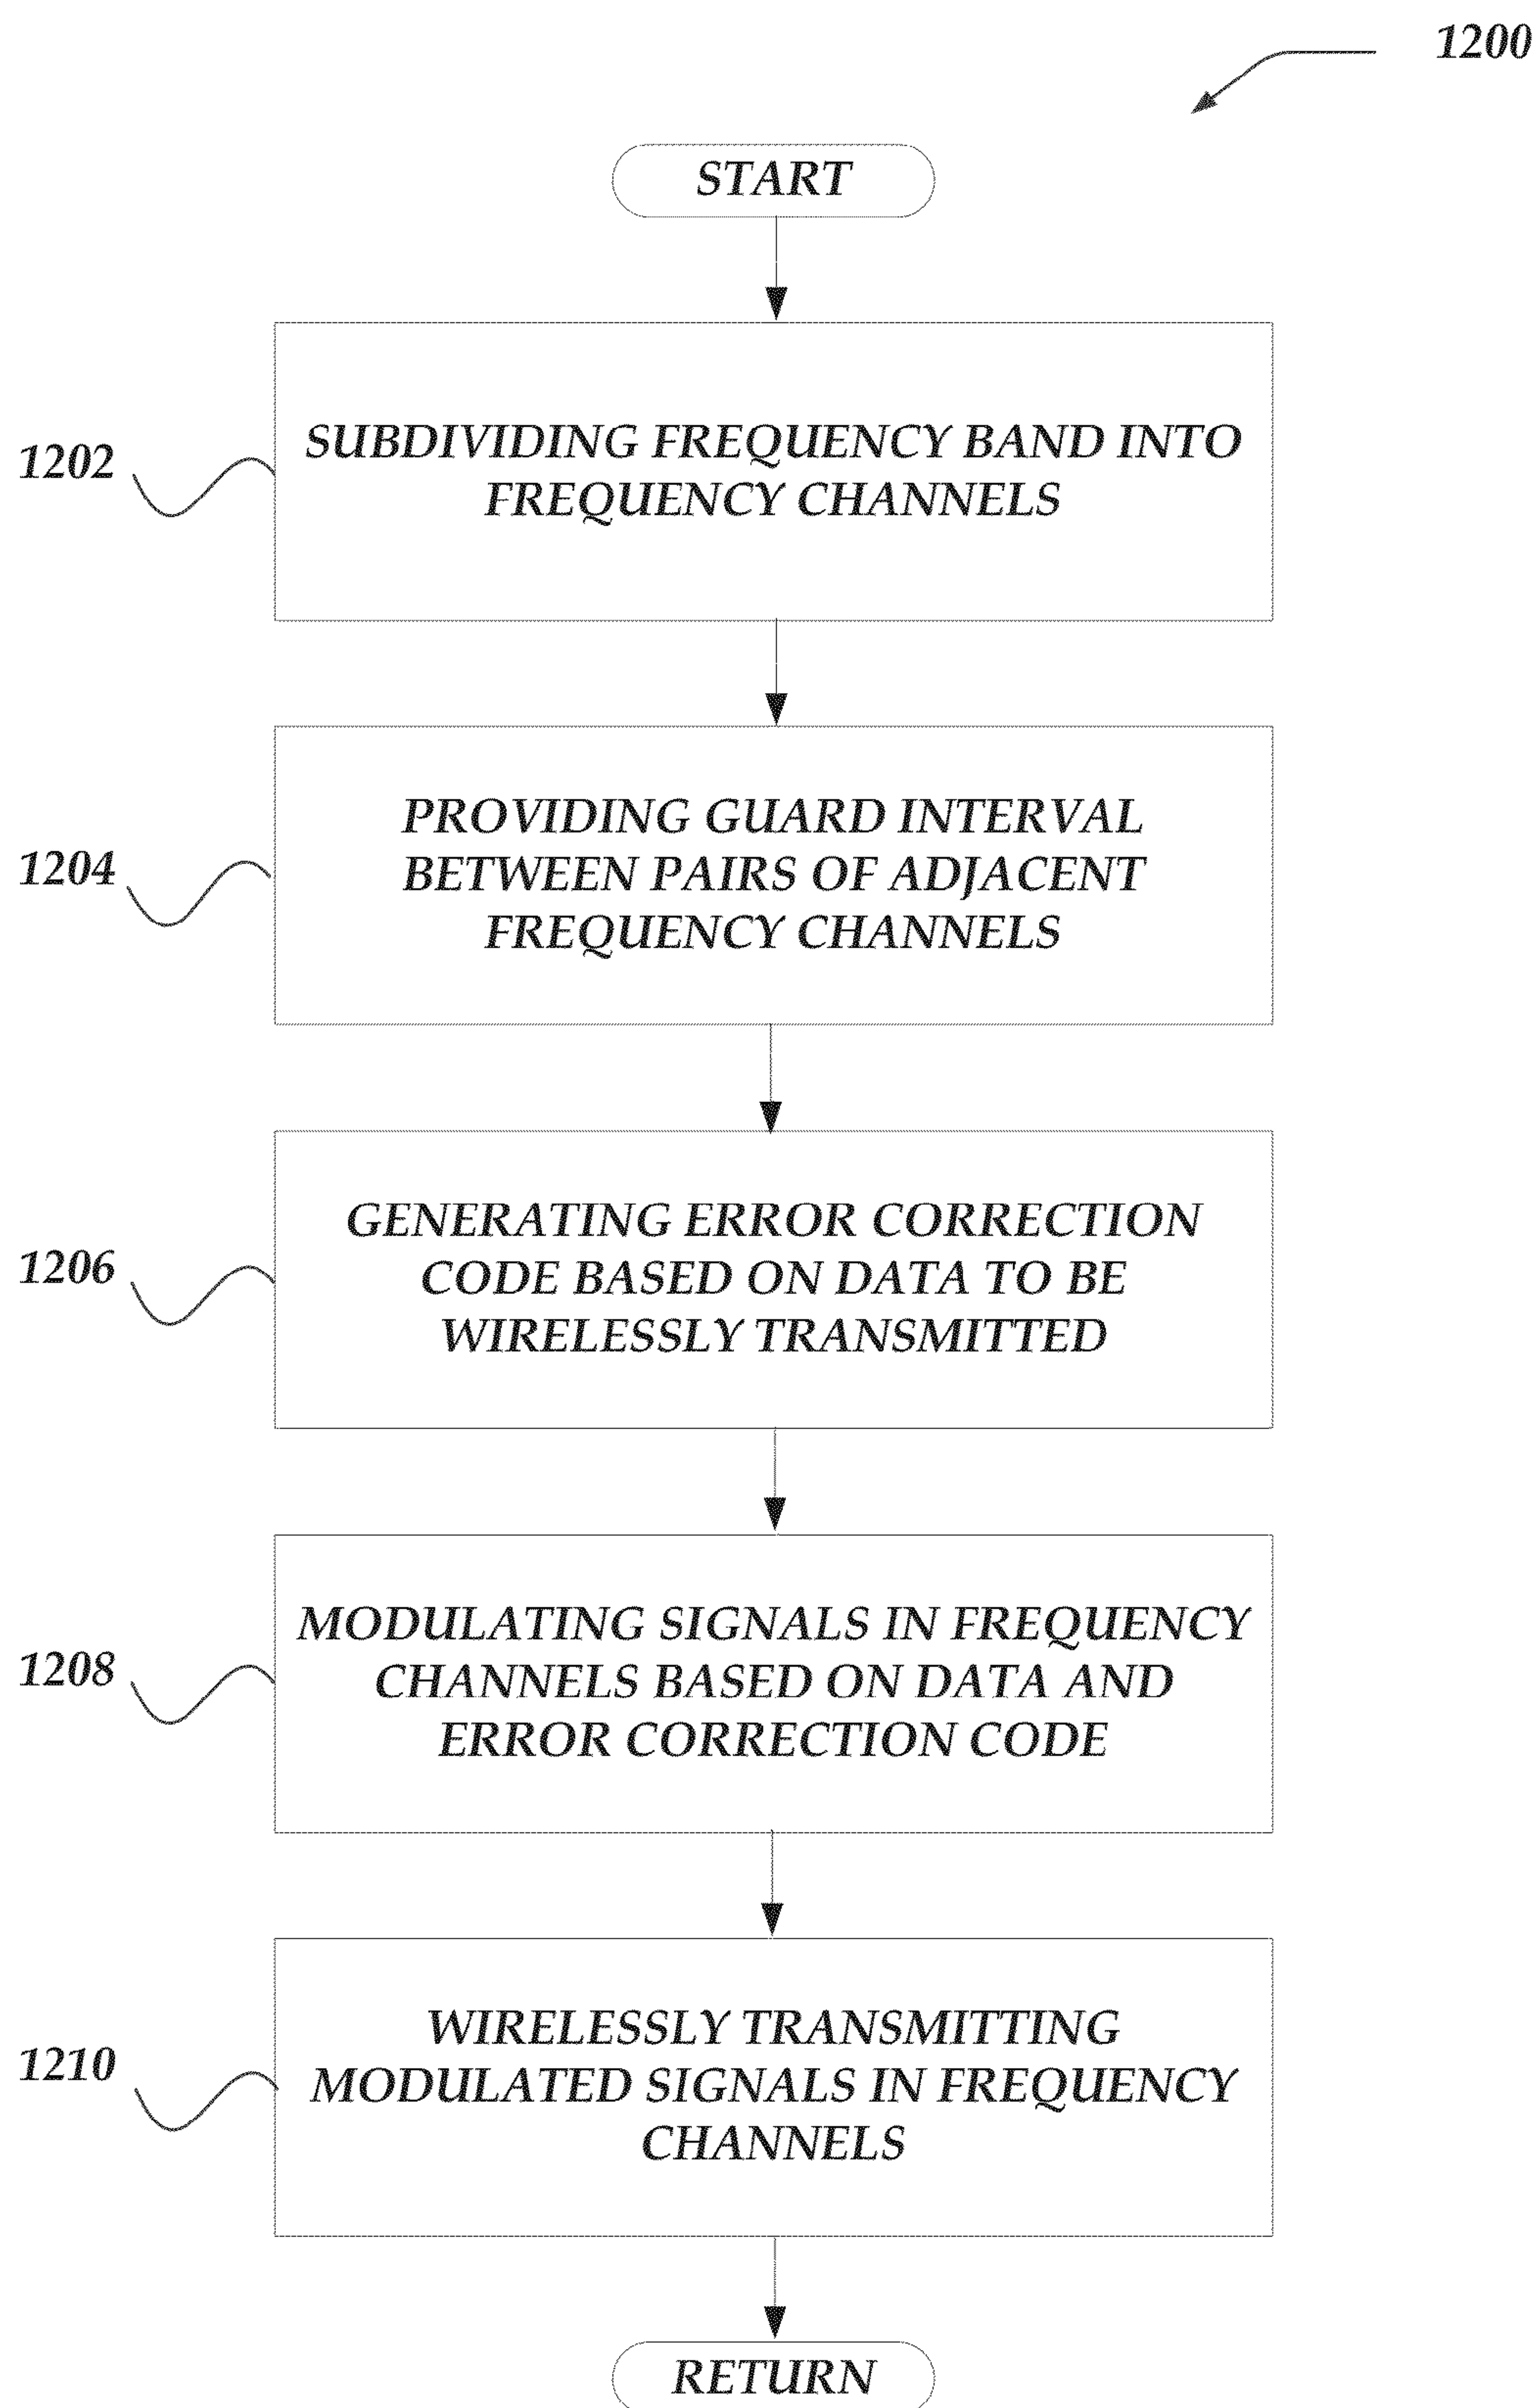 1200
START
1202
SUBDIVIDING FREQUENCY BAND INTO
FREQUENCY CHANNELS
1204
PROVIDING GUARD INTERVAL
BETWEEN PAIRS OF ADJACENT
FREQUENCY CHANNELS
1206
GENERATING ERROR CORRECTION
CODE BASED ON DATA TO BE
WIRELESSLY TRANSMITTED
1208
MODULATING SIGNALS IN FREQUENCY
CHANNELS BASED ON DATA AND
ERROR CORRECTION CODE
1210
WIRELESSLY TRANSMITTING
MODULATED SIGNALS IN FREQUENCY
CHANNELS
RETURN